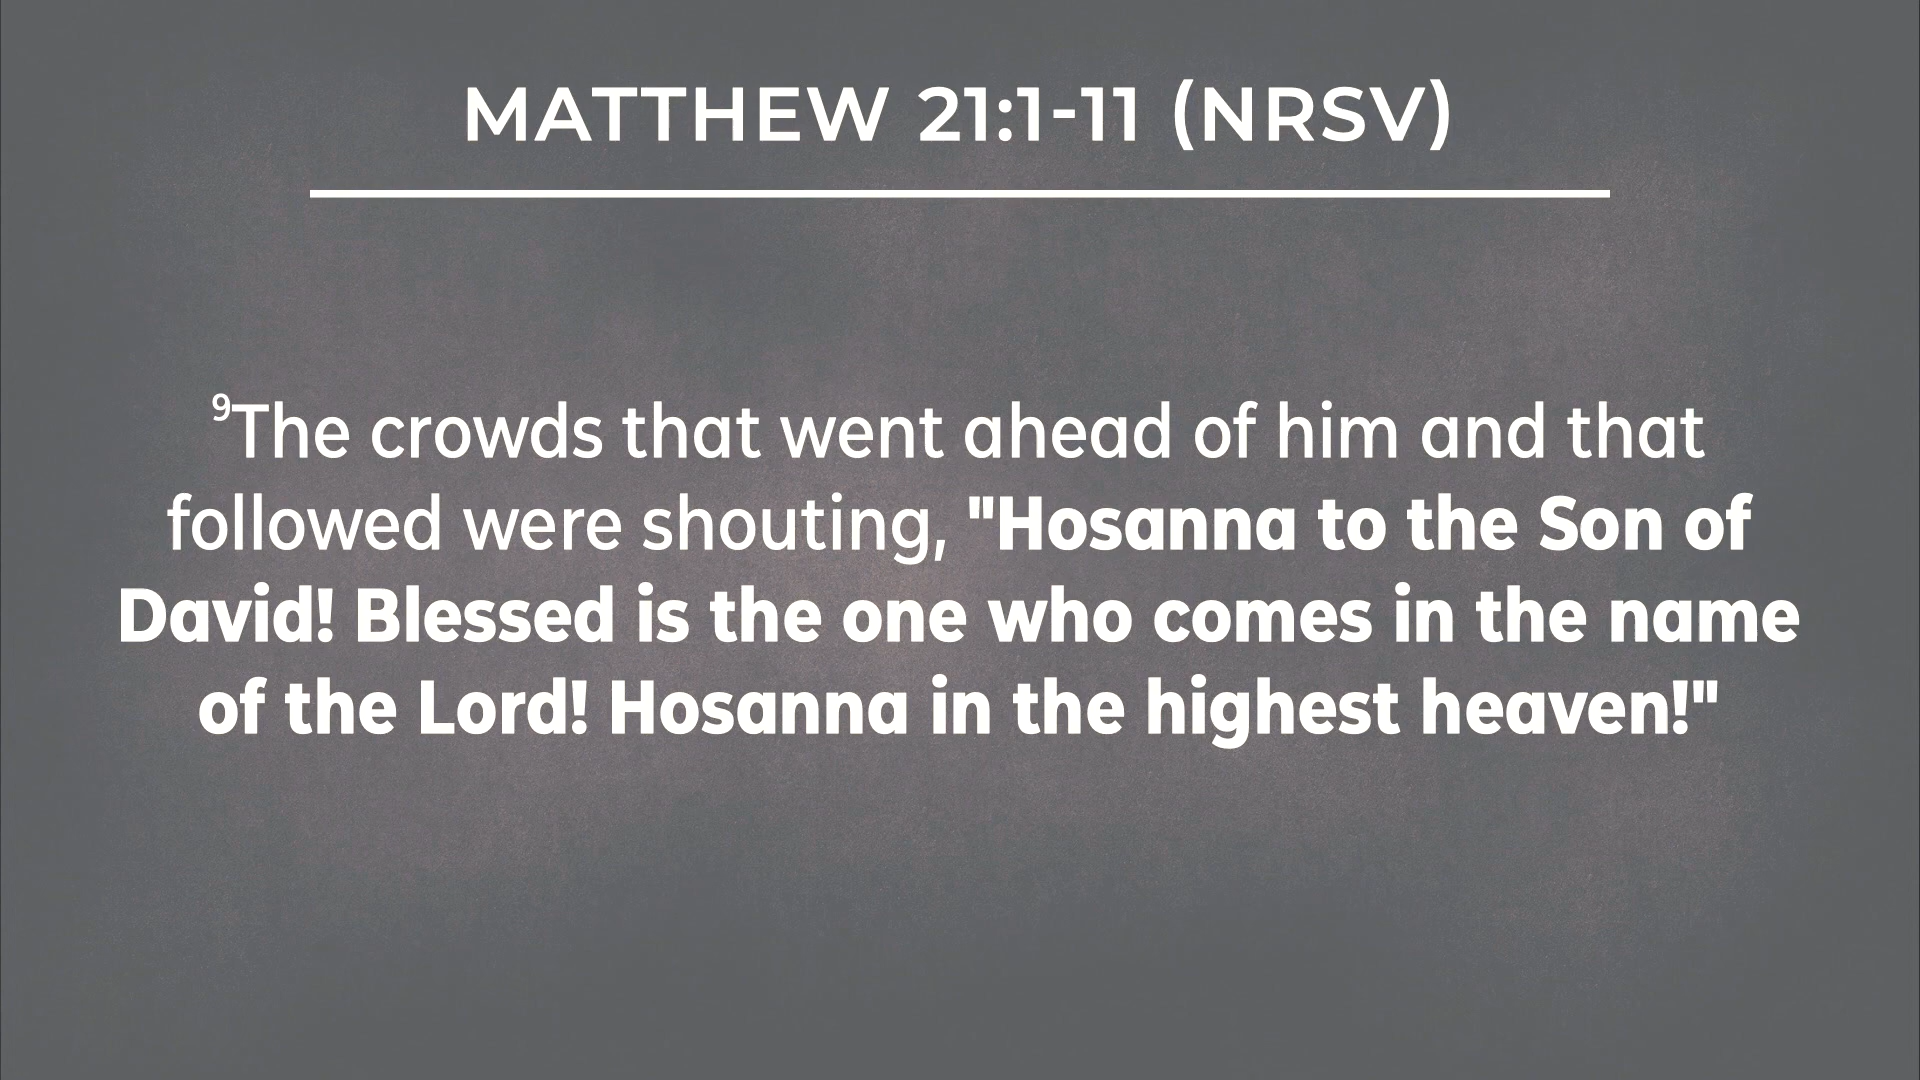 MATTHEW 21:1-11 (NRSV)
⁹The crowds that went ahead of him and that
followed were shouting, "Hosanna to the Son of
David! Blessed is the one who comes in the name
of the Lord! Hosanna in the highest heaven!"